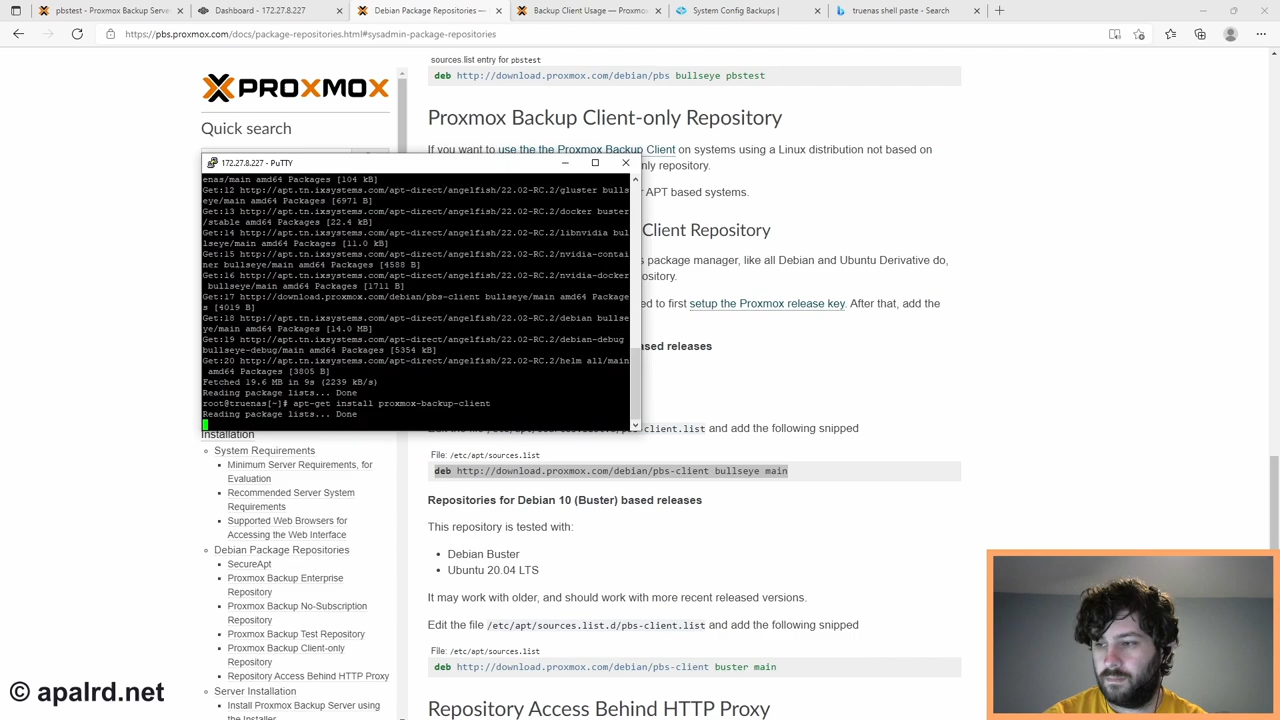 pbstest - Proxmox Backup Server
Dashboard - 172.27.8.227
Debian Package Repositories —
Backup Client Usage — Proxmox
System Config Backups |
truenas shell paste - Search
https://pbs.proxmox.com/docs/package-repositories.html#sysadmin-package-repositories
PROXMOX
Quick search
sources.list entry for pbstest
deb http://download.proxmox.com/debian/pbs bullseye pbstest
Proxmox Backup Client-only Repository
If you want to use the the Proxmox Backup Client on systems using a Linux distribution not based on
only repository.
APT based systems.
Client Repository
s package manager, like all Debian and Ubuntu Derivative do,
pository.
ed to first setup the Proxmox release key. After that, add the
based releases
172.27.8.227 - PuTTY
enas/main amd64 Packages [104 kB]
Get:12 http://apt.tn.ixsystems.com/apt-direct/angelfish/22.02-RC.2/gluster bulls
eye/main amd64 Packages [6971 B]
Get:13 http://apt.tn.ixsystems.com/apt-direct/angelfish/22.02-RC.2/docker buster
/stable amd64 Packages [22.4 kB]
Get:14 http://apt.tn.ixsystems.com/apt-direct/angelfish/22.02-RC.2/libnvidia bul
lseye/main amd64 Packages [11.0 kB]
Get:15 http://apt.tn.ixsystems.com/apt-direct/angelfish/22.02-RC.2/nvidia-contai
ner bullseye/main amd64 Packages [4588 B]
Get:16 http://apt.tn.ixsystems.com/apt-direct/angelfish/22.02-RC.2/nvidia-docker
bullseye/main amd64 Packages [1711 B]
Get:17 http://download.proxmox.com/debian/pbs-client bullseye/main amd64 Package
s [4019 B]
Get:18 http://apt.tn.ixsystems.com/apt-direct/angelfish/22.02-RC.2/debian bullse
ye/main amd64 Packages [14.0 MB]
Get:19 http://apt.tn.ixsystems.com/apt-direct/angelfish/22.02-RC.2/debian-debug
bullseye-debug/main amd64 Packages [5354 kB]
Get:20 http://apt.tn.ixsystems.com/apt-direct/angelfish/22.02-RC.2/helm all/main
amd64 Packages [3805 B]
Fetched 19.6 MB in 9s (2239 kB/s)
Reading package lists... Done
root@truenas[~]# apt-get install proxmox-backup-client
Reading package lists... Done
Installation
System Requirements
Minimum Server Requirements, for
Evaluation
Recommended Server System
Requirements
Supported Web Browsers for
Accessing the Web Interface
Debian Package Repositories
SecureApt
Proxmox Backup Enterprise
Repository
Proxmox Backup No-Subscription
Repository
Proxmox Backup Test Repository
Proxmox Backup Client-only
Repository
Repository Access Behind HTTP Proxy
Server Installation
Install Proxmox Backup Server using
the Installer
-client.list and add the following snipped
File: /etc/apt/sources.list
deb http://download.proxmox.com/debian/pbs-client bullseye main
Repositories for Debian 10 (Buster) based releases
This repository is tested with:
Debian Buster
Ubuntu 20.04 LTS
It may work with older, and should work with more recent released versions.
Edit the file /etc/apt/sources.list.d/pbs-client.list and add the following snipped
File: /etc/apt/sources.list
deb http://download.proxmox.com/debian/pbs-client buster main
Repository Access Behind HTTP Proxy
© apalrd.net